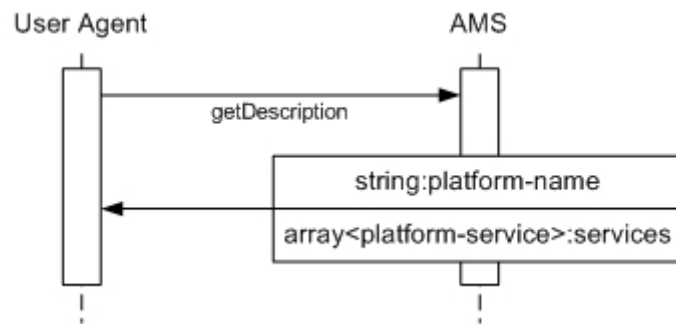 User Agent
AMS
getDescription
string:platform-name
array<platform-service>:services